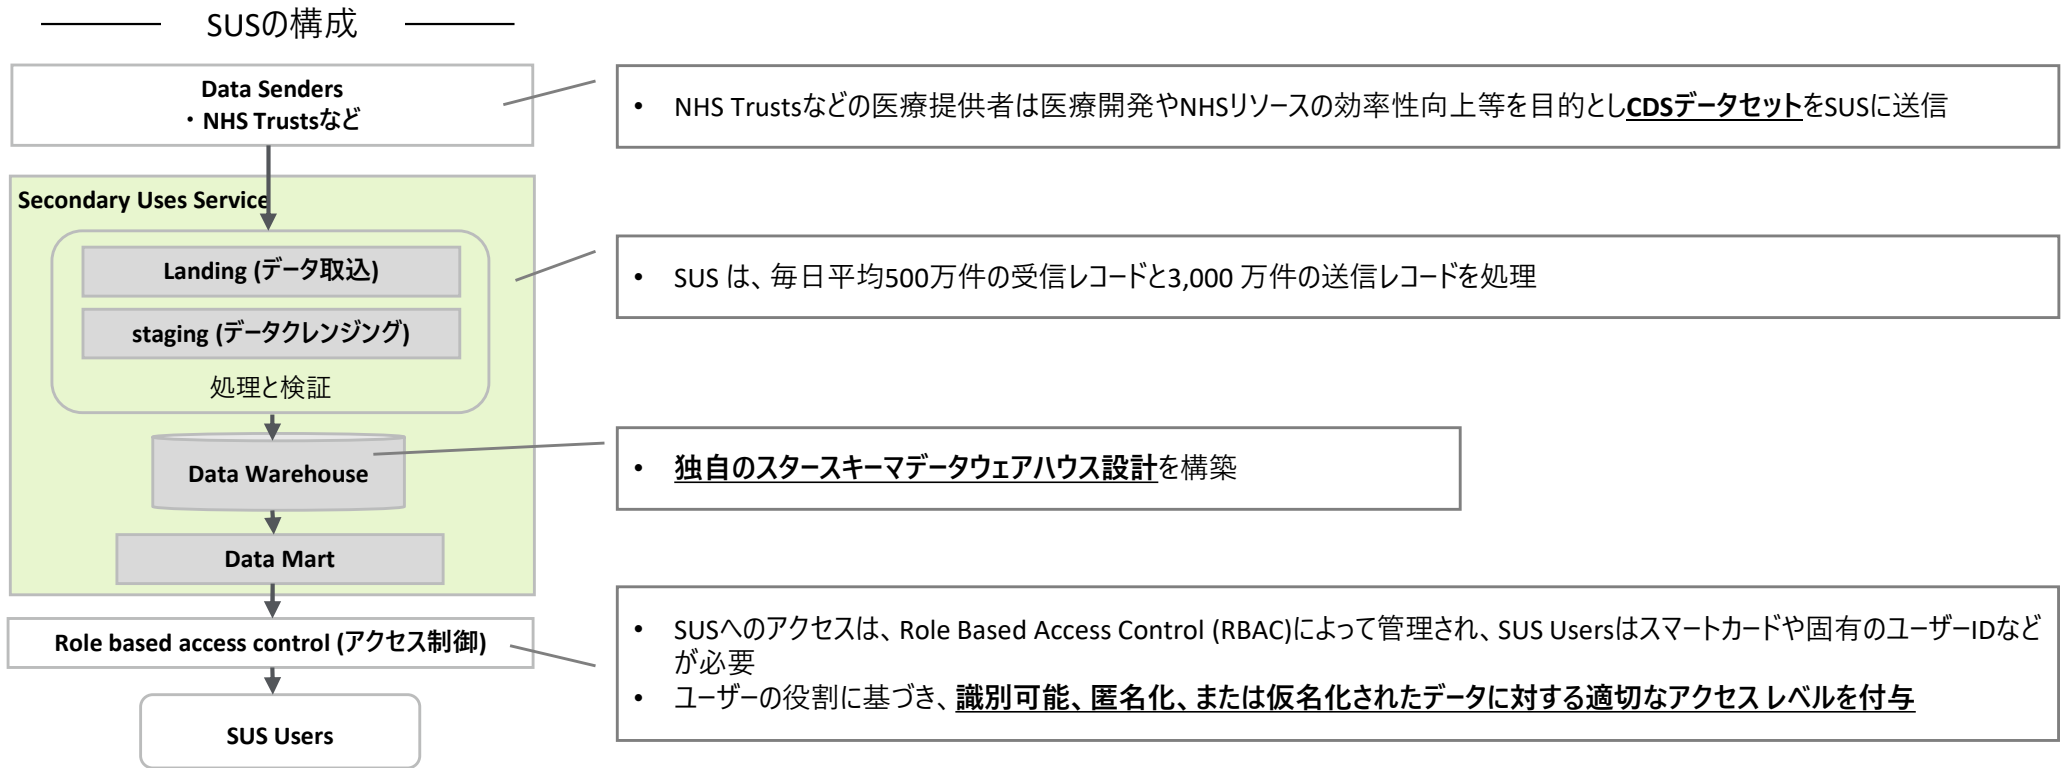 SUSの構成
Data Senders
・NHS Trustsなど
• NHS Trustsなどの医療提供者は医療開発やNHSリソースの効率性向上等を目的としCDSデータセットをSUSに送信
Secondary Uses Service
Landing (データ取込)
staging (データクレンジング)
処理と検証
• SUS は、毎日平均500万件の受信レコードと3,000 万件の送信レコードを処理
Data Warehouse
• 独自のスタースキーマデータウェアハウス設計を構築
Data Mart
Role based access control (アクセス制御)
• SUSへのアクセスは、Role Based Access Control (RBAC)によって管理され、SUS Usersはスマートカードや固有のユーザーIDなど
が必要
• ユーザーの役割に基づき、識別可能、匿名化、または仮名化されたデータに対する適切なアクセス レベルを付与
SUS Users